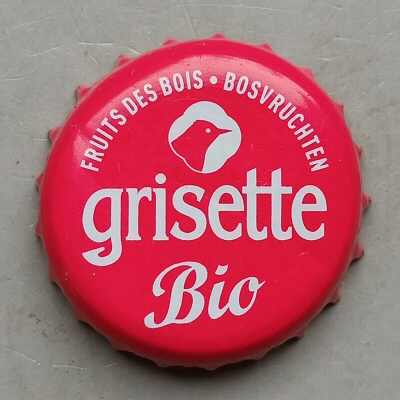 FRUITS DES BOIS • BOSVRUCHTEN
grisette
Bio